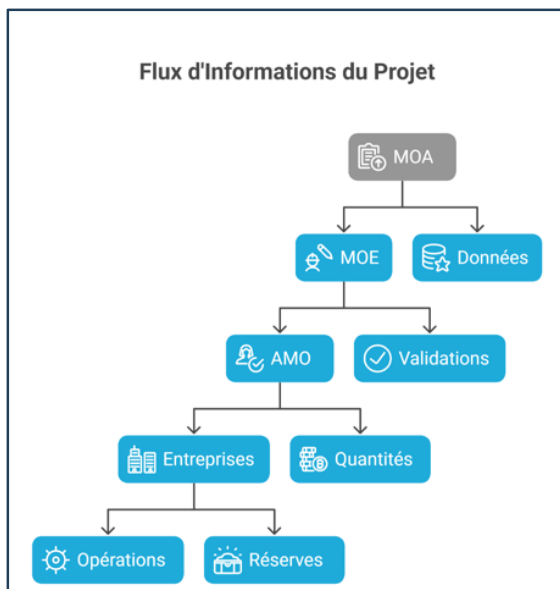 Flux d'Informations du Projet
MOA
MOE
Données
AMO
Validations
Entreprises
Quantités
Opérations
Réserves